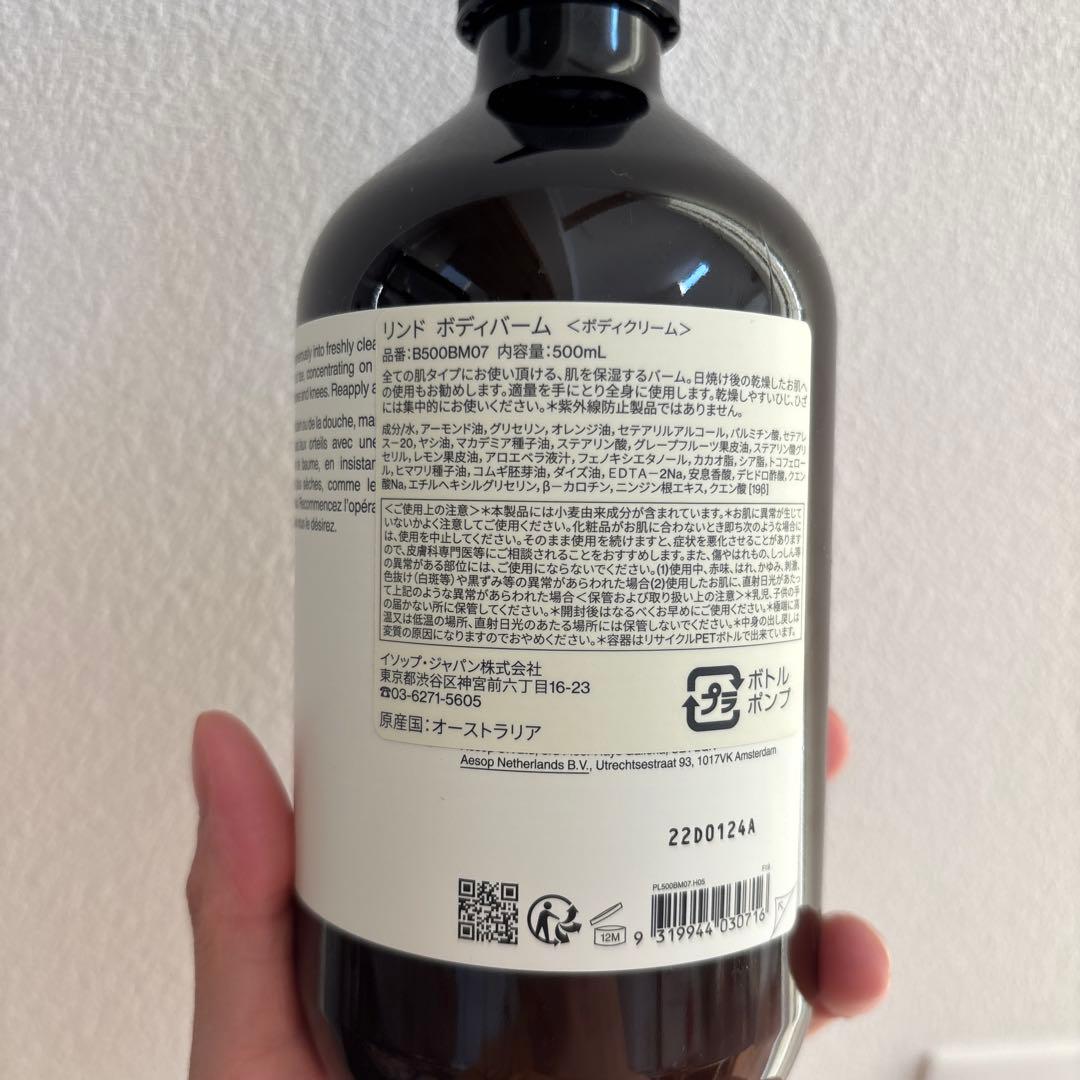 リンド ボディバーム ＜ボディクリーム＞
品番：B500BM07 内容量：500mL
全ての肌タイプにお使い頂ける、肌を保湿するバーム。日焼け後の乾燥したお肌へ
の使用もお勧めします。適量を手にとり全身に使用します。乾燥しやすいひじ、ひざ
には集中的にお使いください。＊紫外線防止製品ではありません。
成分/水, アーモンド油, グリセリン, オレンジ油, セテアリルアルコール, パルミチン酸, セテアレ
ス－20, ヤシ油, マカデミア種子油, ステアリン酸, グレープフルーツ果皮油, ステアリン酸グリ
セリル, レモン果皮油, アロエベラ液汁, フェノキシエタノール, カカオ脂, シア脂, トコフェロー
ル, ヒマワリ種子油, コムギ胚芽油, ダイズ油, EDTA－2Na, 安息香酸, デヒドロ酢酸, クエン
酸Na, エチルヘキシルグリセリン, β－カロチン, ニンジン根エキス, クエン酸 [196]
＜ご使用上の注意＞＊本製品には小麦由来成分が含まれています。＊お肌に異常が生じて
いないかよく注意してご使用ください。化粧品がお肌に合わないとき即ち次のような場合に
は、使用を中止してください。そのまま使用を続けますと、症状を悪化させることがあります
ので、皮膚科専門医等にご相談されることをおすすめします。また、傷やはれもの、しっしん等
の異常がある部位には、ご使用にならないでください。(1)使用中、赤味、はれ、かゆみ、刺激、
色抜け（白斑等）や黒ずみ等の異常があらわれた場合(2)使用したお肌に、直射日光があたっ
て上記のような異常があらわれた場合＜保管および取り扱い上の注意＞＊乳児、子供の手
の届かない所に保管してください。＊開封後はなるべくお早めにご使用ください。＊極端に高
温又は低温の場所、直射日光のあたる場所には保管しないでください。＊中身の出し戻しは
変質の原因になりますのでおやめください。＊容器はリサイクルPETボトルで出来ています。
イソップ・ジャパン株式会社
東京都渋谷区神宮前六丁目16-23
☎03-6271-5605
原産国：オーストラリア
プラ
ボトル
ポンプ
into freshly
concentrating on
and knees. Reapply
de la douche,
orteils avec une
baume, en insistant
sèches, comme
Recommencez
désirez.
Aesop Netherlands B.V., Utrechtsestraat 93, 1017VK Amsterdam
22D0124A
PL500BM07.H05
12M
9 319944 030716